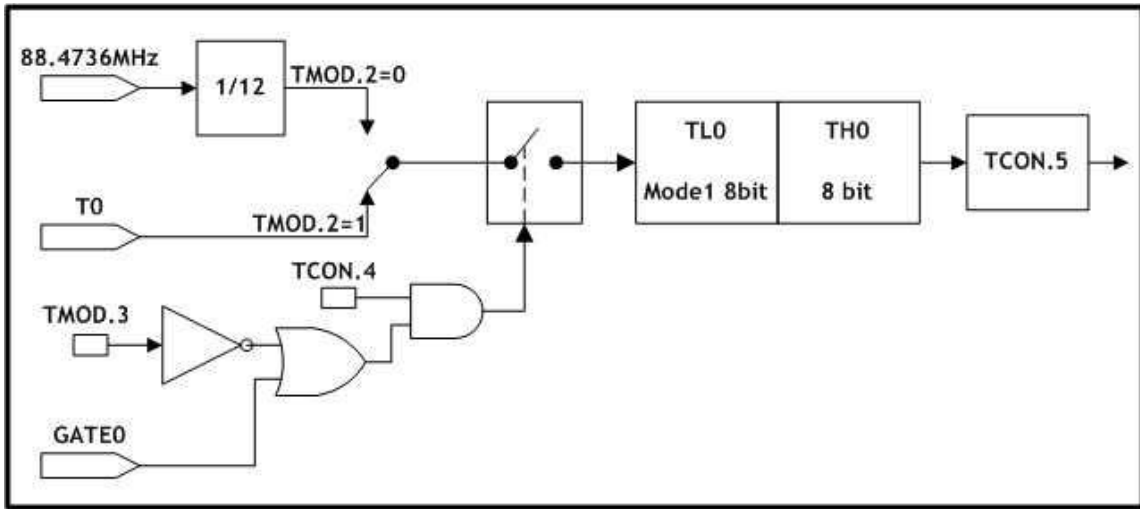 88.4736MHz
1/12
TMOD.2=0
TL0
Mode1 8bit
TH0
8 bit
TCON.5
T0
TMOD.2=1
TCON.4
TMOD.3
GATE0